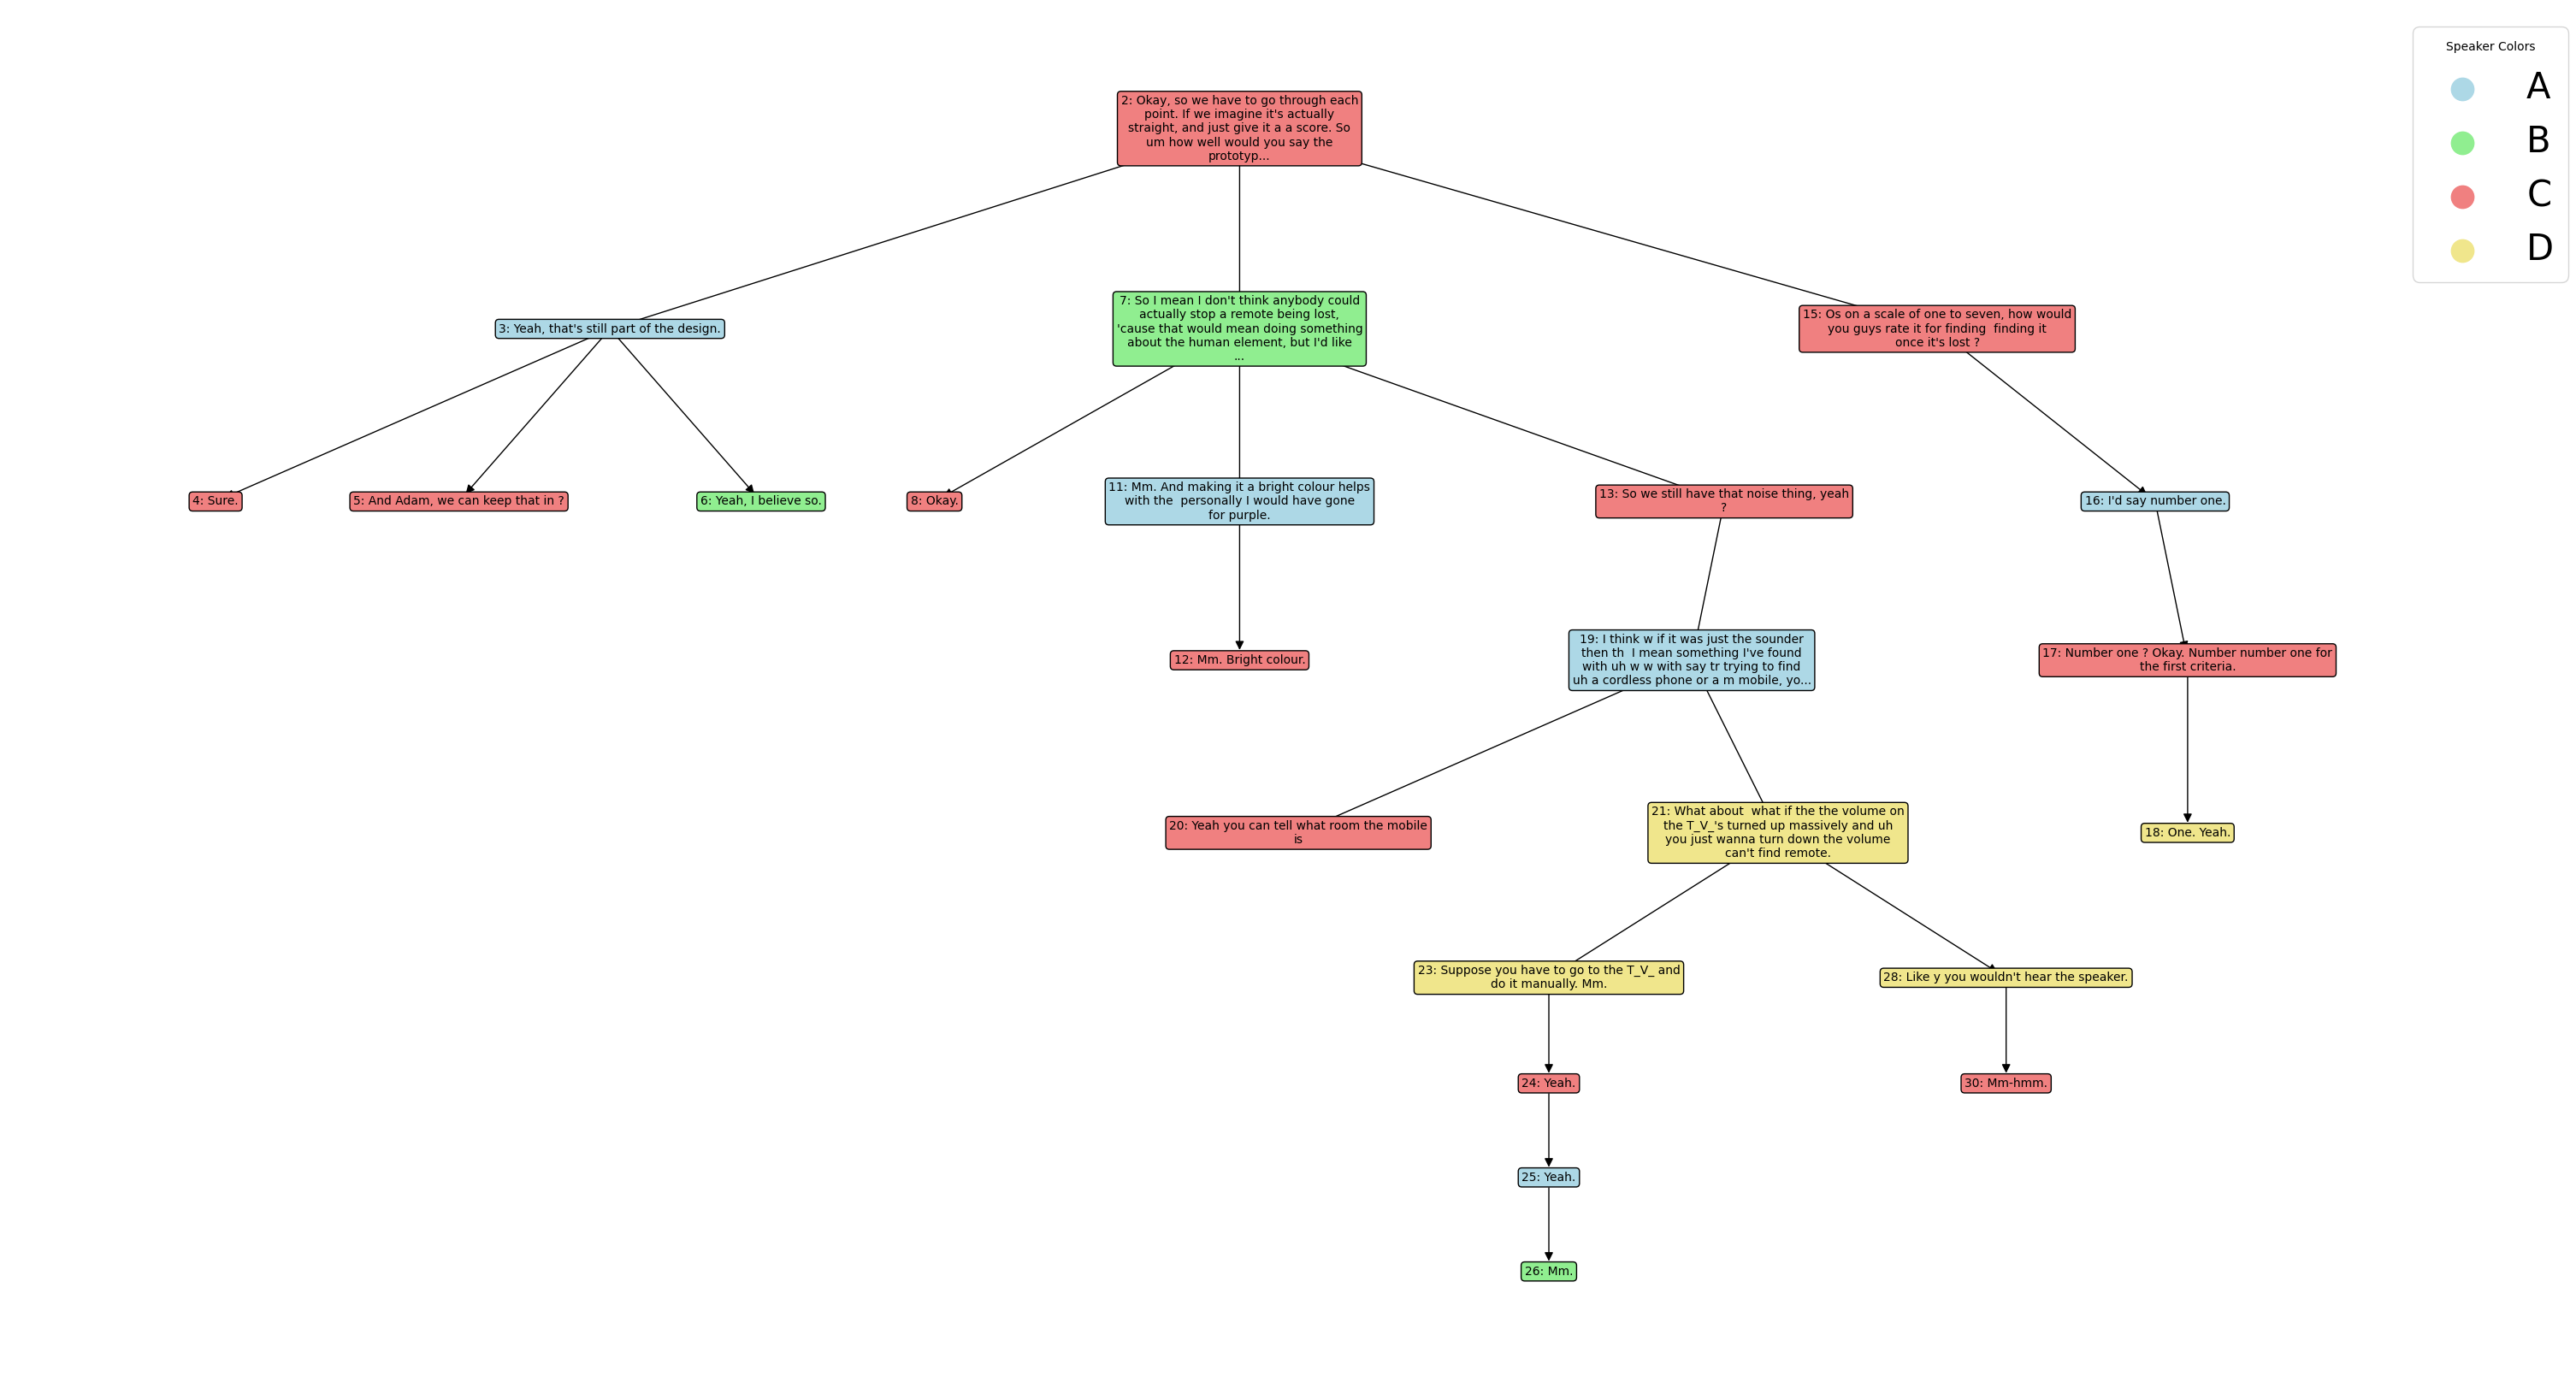 Speaker Colors
A
B
C
D
2: Okay, so we have to go through each
point. If we imagine it's actually
straight, and just give it a a score. So
um how well would you say the
prototyp...
3: Yeah, that's still part of the design.
7: So I mean I don't think anybody could
actually stop a remote being lost,
'cause that would mean doing something
about the human element, but I'd like
...
15: Os on a scale of one to seven, how would
you guys rate it for finding  finding it
once it's lost ?
4: Sure.
5: And Adam, we can keep that in ?
6: Yeah, I believe so.
8: Okay.
11: Mm. And making it a bright colour helps
with the  personally I would have gone
for purple.
13: So we still have that noise thing, yeah
?
16: I'd say number one.
12: Mm. Bright colour.
19: I think w if it was just the sounder
then th  I mean something I've found
with uh w w with say tr trying to find
uh a cordless phone or a m mobile, yo...
17: Number one ? Okay. Number number one for
the first criteria.
20: Yeah you can tell what room the mobile
is
21: What about  what if the the volume on
the T_V_'s turned up massively and uh
you just wanna turn down the volume
can't find remote.
18: One. Yeah.
23: Suppose you have to go to the T_V_ and
do it manually. Mm.
28: Like y you wouldn't hear the speaker.
24: Yeah.
30: Mm-hmm.
25: Yeah.
26: Mm.